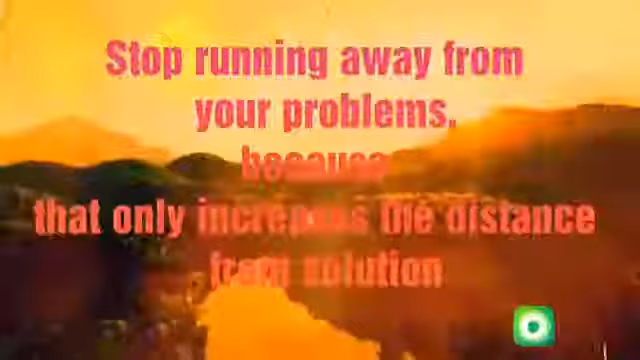 Stop running away from
your problems.
because
that only increases the distance
from solution